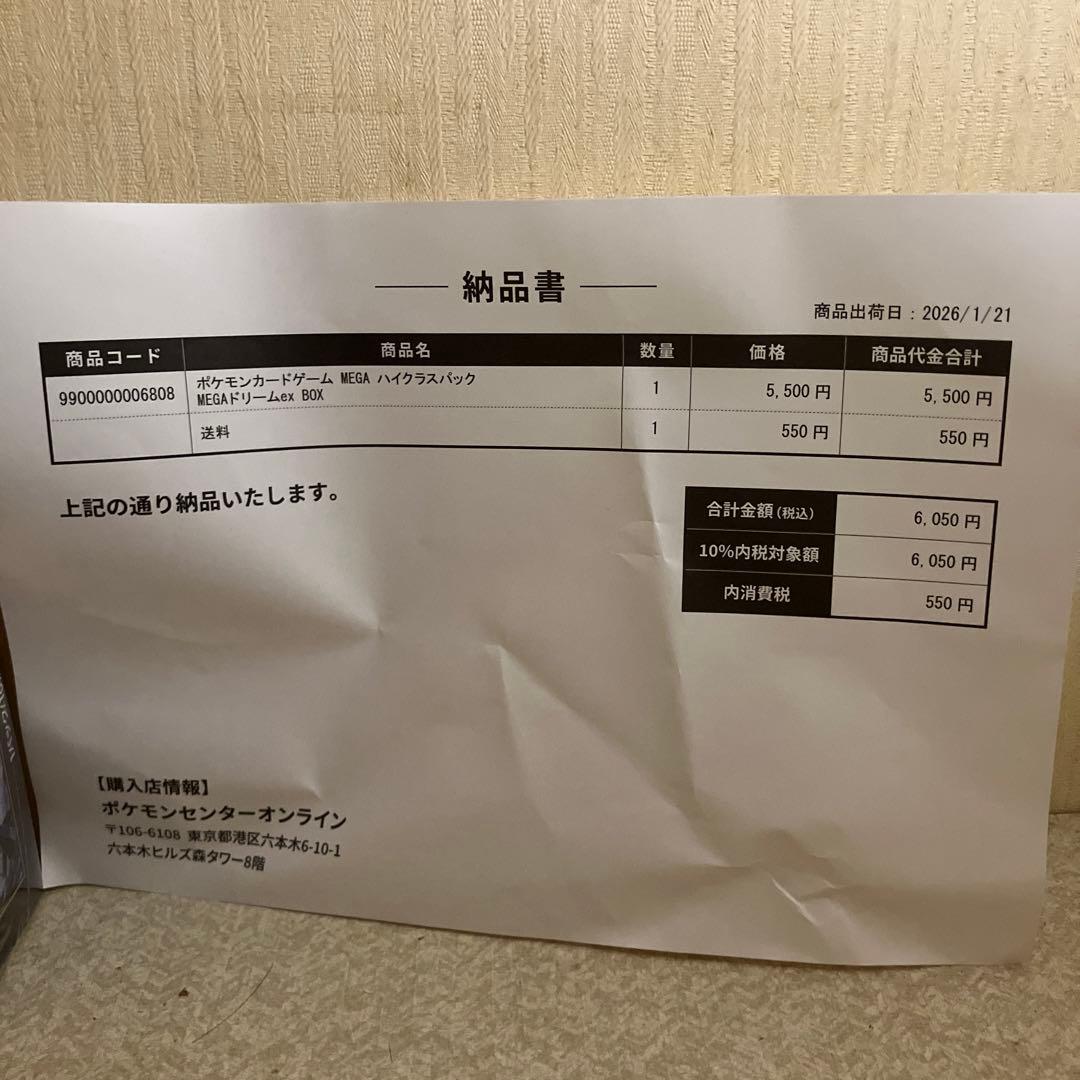 納品書
商品出荷日：2026/1/21
商品コード 商品名 数量 価格 商品代金合計
9900000006808 ポケモンカードゲーム MEGA ハイクラスパック 1 5,500円 5,500円
MEGAドリームex BOX
送料 1 550円 550円
上記の通り納品いたします。
合計金額(税込) 6,050円
10%内税対象額 6,050円
内消費税 550円
【購入店情報】
ポケモンセンターオンライン
〒106-6108 東京都港区六本木6-10-1
六本木ヒルズ森タワー8階